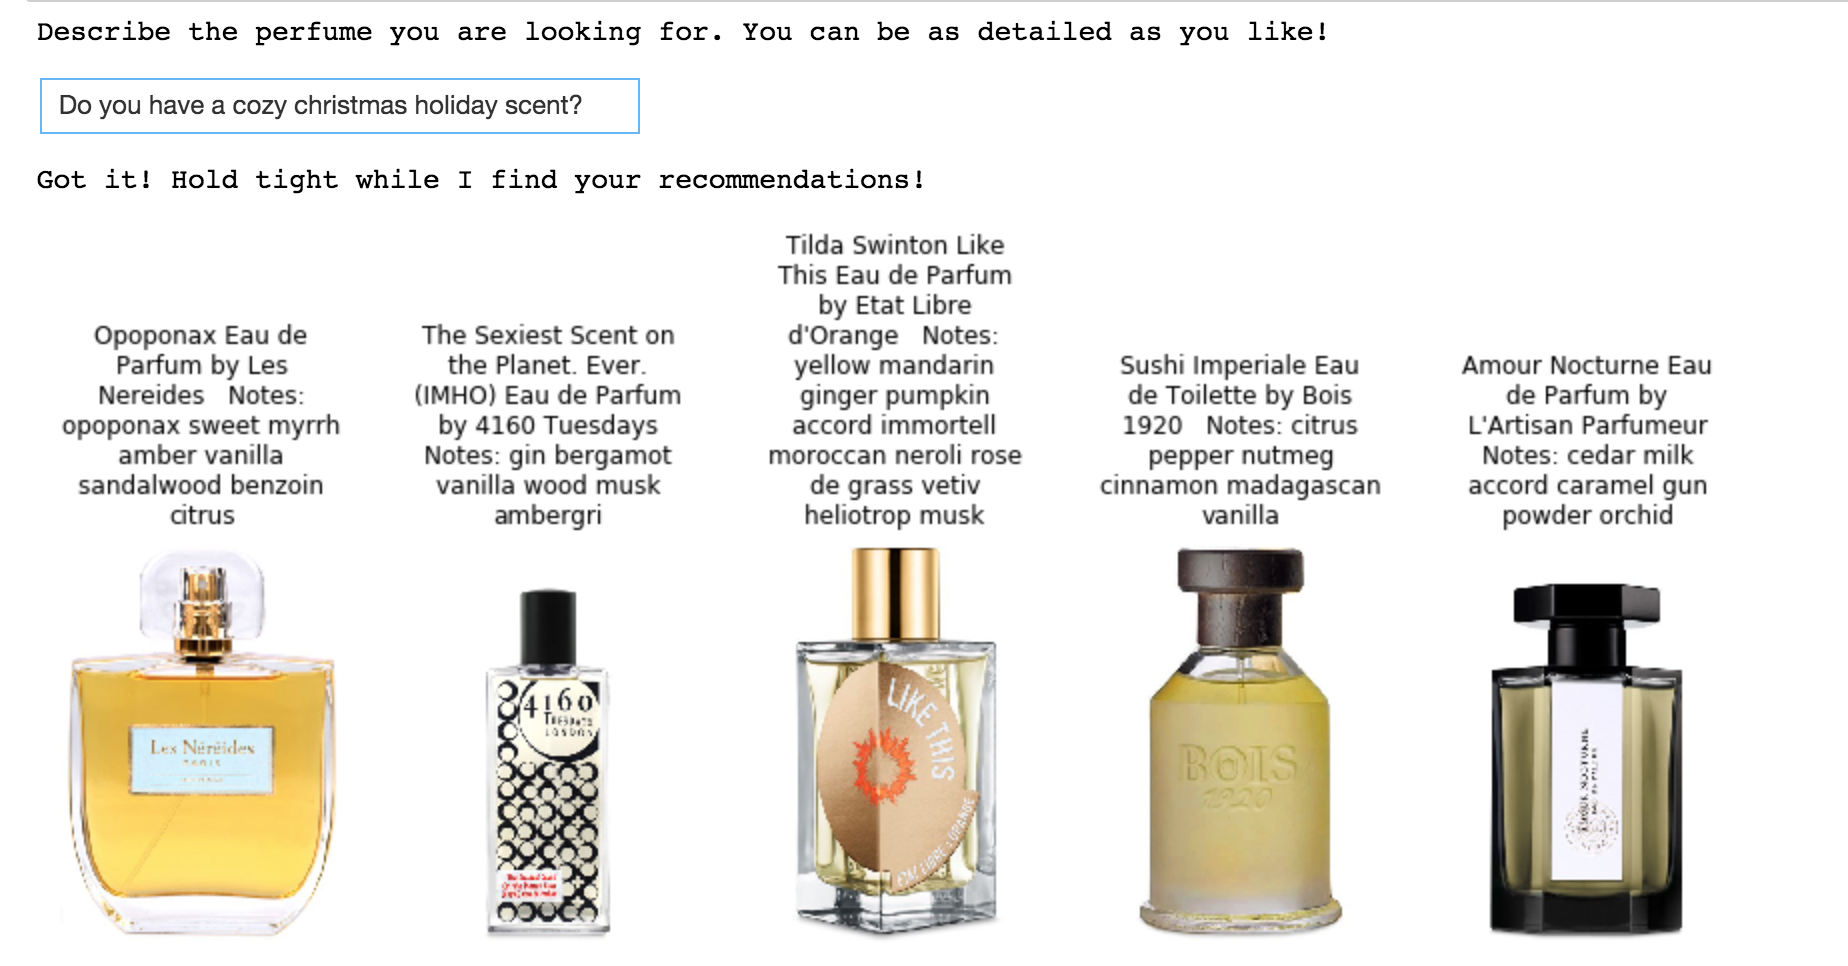 Describe the perfume you are looking for. You can be as detailed as you like!
Do you have a cozy christmas holiday scent?
Got it! Hold tight while I find your recommendations!
Opoponax Eau de
Parfum by Les
Nereides Notes:
opoponax sweet myrrh
amber vanilla
sandalwood benzoin
citrus
The Sexiest Scent on
the Planet. Ever.
(IMHO) Eau de Parfum
by 4160 Tuesdays
Notes: gin bergamot
vanilla wood musk
ambergri
Tilda Swinton Like
This Eau de Parfum
by Etat Libre
d'Orange Notes:
yellow mandarin
ginger pumpkin
accord immortell
moroccan neroli rose
de grass vetiv
heliotrop musk
Sushi Imperiale Eau
de Toilette by Bois
1920 Notes: citrus
pepper nutmeg
cinnamon madagascan
vanilla
Amour Nocturne Eau
de Parfum by
L'Artisan Parfumeur
Notes: cedar milk
accord caramel gun
powder orchid
Les Néréides
PARIS
4160
TUESDAYS
LONDON
LIKE THIS
BOIS
1920
AMOUR NOCTURNE